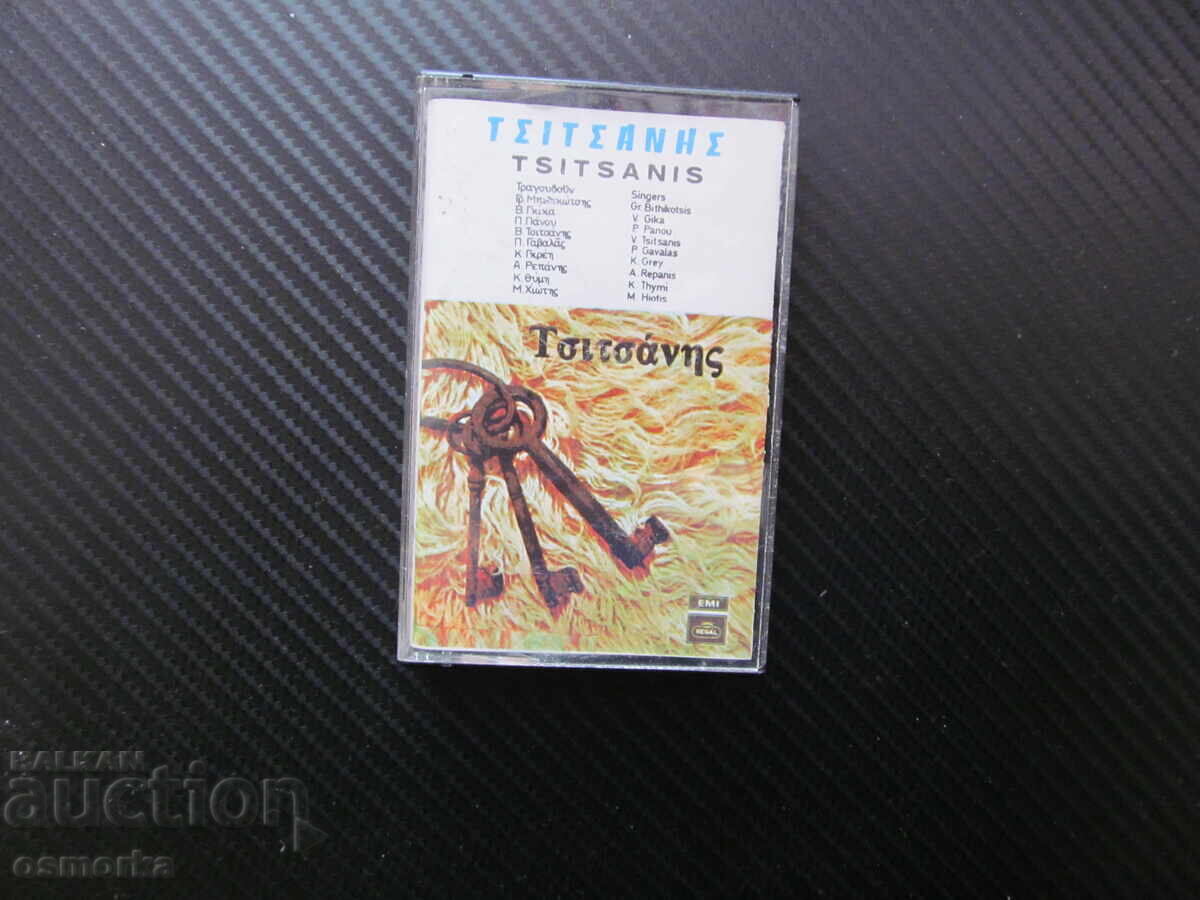 ΤΣΙΤΣΑΝΗΣ
TSITSANIS
Τραγουδούν
Γρ. Μπιθικώτσης
Β. Γκίκα
Π. Πάνου
Β. Τσιτσάνης
Π. Γαβαλάς
Κ. Γκρέη
Α. Ρεπάνης
Κ. Θύμη
Μ. Χιώτης
Singers
Gr. Bithikotsis
V. Gika
P. Panou
V. Tsitsanis
P. Gavalas
K. Grey
A. Repanis
K. Thymi
M. Hiotis
Τσιτσάνης
EMI
REGAL
BALKAN
auction
osmorka